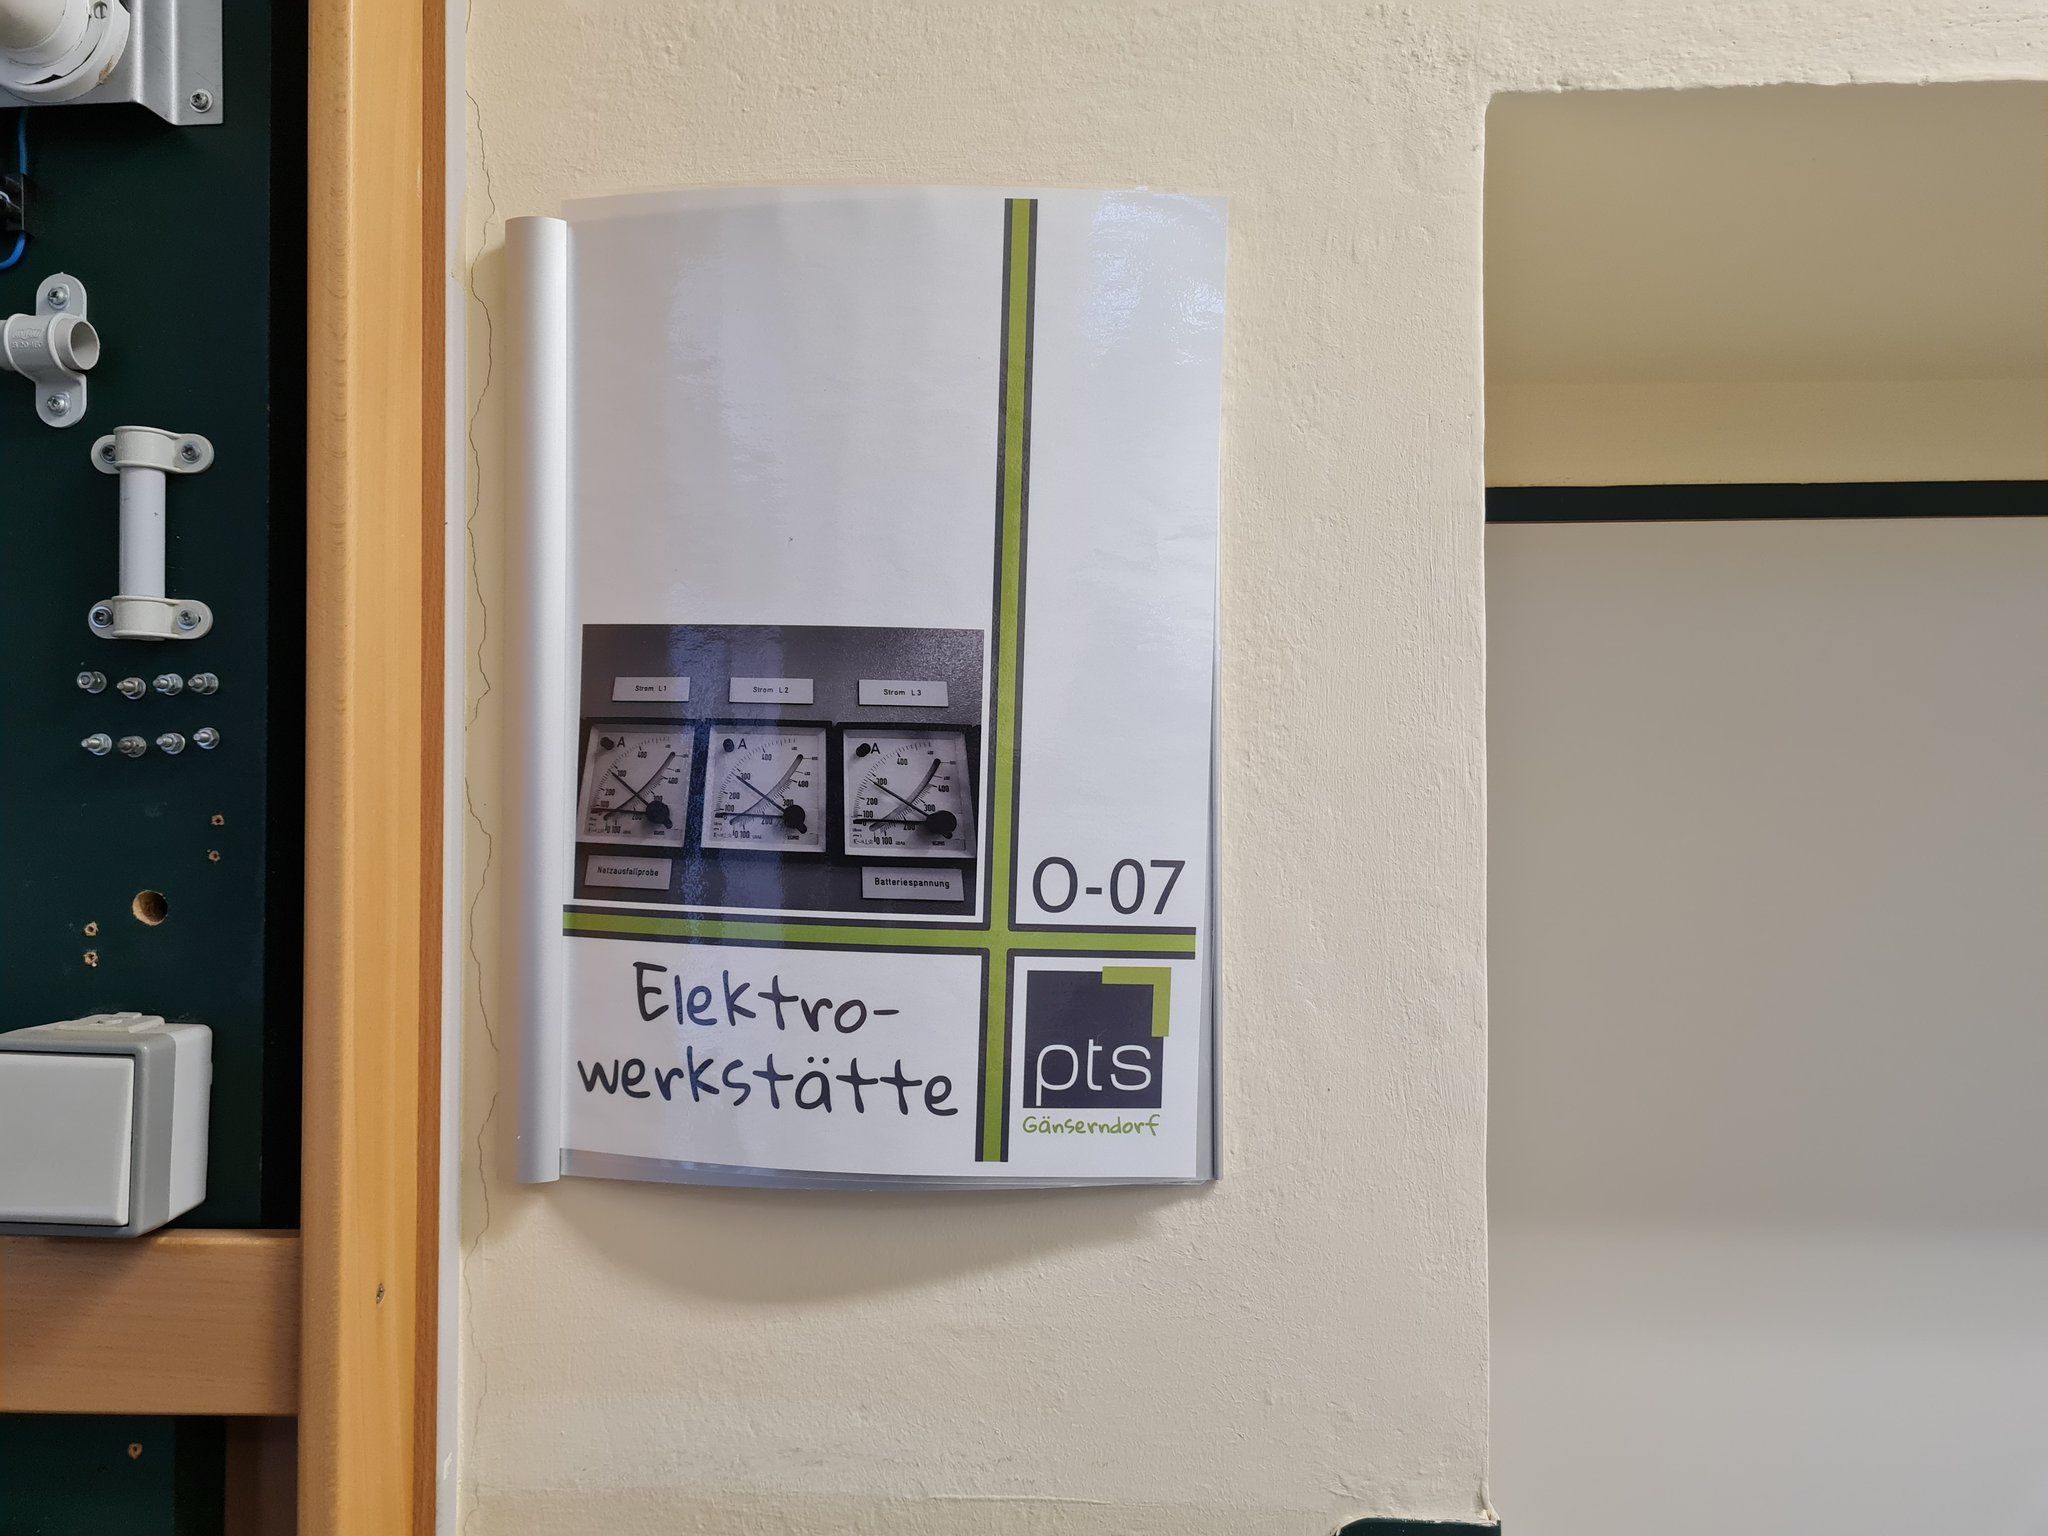 Strom L1
Strom L2
Strom L3
A
A
A
Netzausfallprobe
Batteriespannung
O-07
Elektro-
werkstätte
pts
Gänserndorf